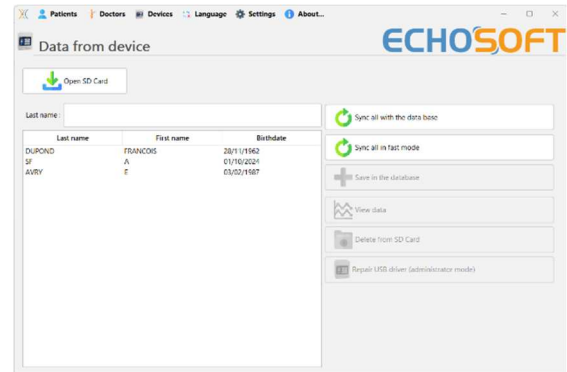 Patients Doctors Devices Language Settings About...
Data from device
ECHOSOFT
Open SD Card
Last name :
Sync all with the data base
Last name First name Birthdate
DUPOND FRANCOIS 28/11/1962
SF A 01/10/2024
AVRY E 03/02/1987
Sync all in fast mode
Save in the database
View data
Delete from SD Card
Repair USB driver (administrator mode)